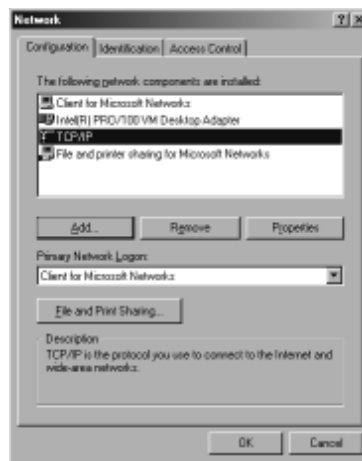 Network
Configuration Identification Access Control
The following network components are installed:
Client for Microsoft Networks
Intel(R) PRO/100 VM Desktop Adapter
TCP/IP
File and printer sharing for Microsoft Networks
Add... Remove Properties
Primary Network Logon:
Client for Microsoft Networks
File and Print Sharing...
Description
TCP/IP is the protocol you use to connect to the Internet and
wide-area networks.
OK Cancel